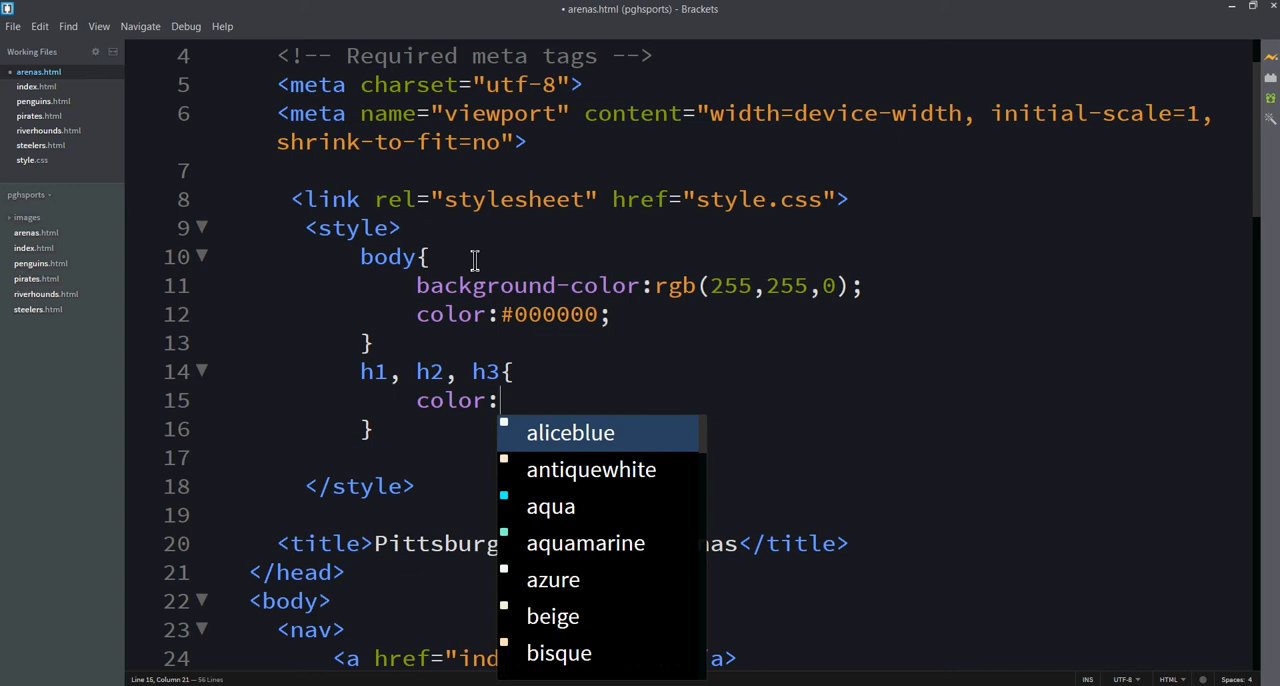 • arenas.html (pghsports) - Brackets
File Edit Find View Navigate Debug Help
Working Files
arenas.html
index.html
penguins.html
pirates.html
riverhounds.html
steelers.html
style.css
pghsports
images
arenas.html
index.html
penguins.html
pirates.html
riverhounds.html
steelers.html
4 <!-- Required meta tags -->
5 <meta charset="utf-8">
6 <meta name="viewport" content="width=device-width, initial-scale=1,
shrink-to-fit=no">
7
8 <link rel="stylesheet" href="style.css">
9 <style>
10 body{
11 background-color:rgb(255,255,0);
12 color:#000000;
13 }
14 h1, h2, h3{
15 color:
16 }
17
18 </style>
19
20 <title>Pittsburg nas</title>
21 </head>
22 <body>
23 <nav>
24 <a href="ind a>
aliceblue
antiquewhite
aqua
aquamarine
azure
beige
bisque
Line 15, Column 21 — 56 Lines
INS UTF-8 HTML Spaces: 4